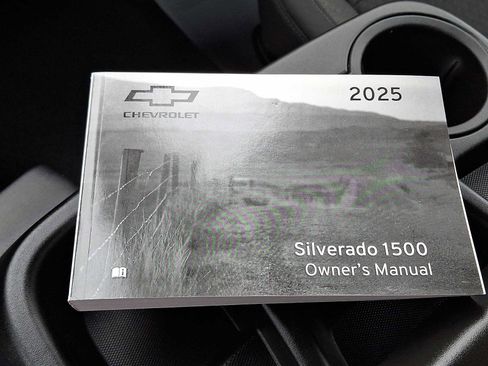 2025
CHEVROLET
Silverado 1500
Owner's Manual